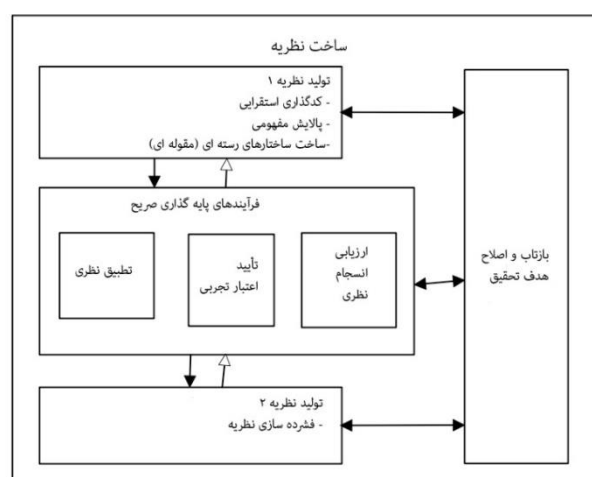 ساخت نظریه
تولید نظریه ۱
- کدگذاری استقرایی
- پالایش مفهومی
-ساخت ساختارهای رسته ای (مقوله ای)
فرآیندهای پایه گذاری صریح
ارزیابی
انسجام
نظری
تأیید
اعتبار تجربی
تطبیق نظری
تولید نظریه ۲
- فشرده سازی نظریه
بازتاب و اصلاح
هدف تحقیق